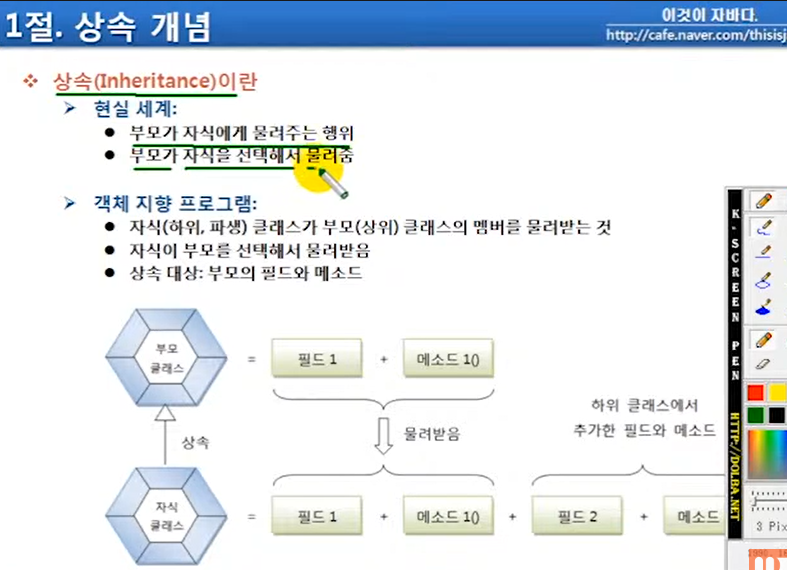 1절. 상속 개념
이것이 자바다.
http://cafe.naver.com/thisisj
상속(Inheritance)이란
현실 세계:
부모가 자식에게 물려주는 행위
부모가 자식을 선택해서 물려줌
객체 지향 프로그램:
자식(하위, 파생) 클래스가 부모(상위) 클래스의 멤버를 물려받는 것
자식이 부모를 선택해서 물려받음
상속 대상: 부모의 필드와 메소드
부모
클래스
=
필드 1
+
메소드 1()
상속
물려받음
하위 클래스에서
추가한 필드와 메소드
자식
클래스
=
필드 1
+
메소드 1()
+
필드 2
+
메소드
K-SCREEN PEN
HTTP://DOLBA.NET
3 Pix